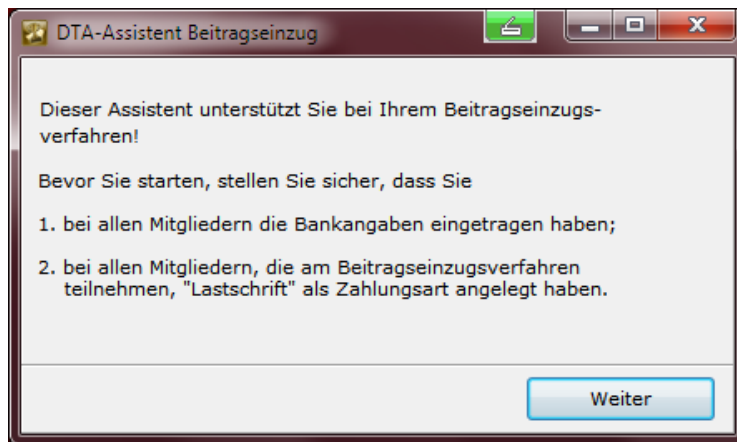 DTA-Assistent Beitragseinzug
Dieser Assistent unterstützt Sie bei Ihrem Beitragseinzugs-
verfahren!
Bevor Sie starten, stellen Sie sicher, dass Sie
1. bei allen Mitgliedern die Bankangaben eingetragen haben;
2. bei allen Mitgliedern, die am Beitragseinzugsverfahren
teilnehmen, "Lastschrift" als Zahlungsart angelegt haben.
Weiter